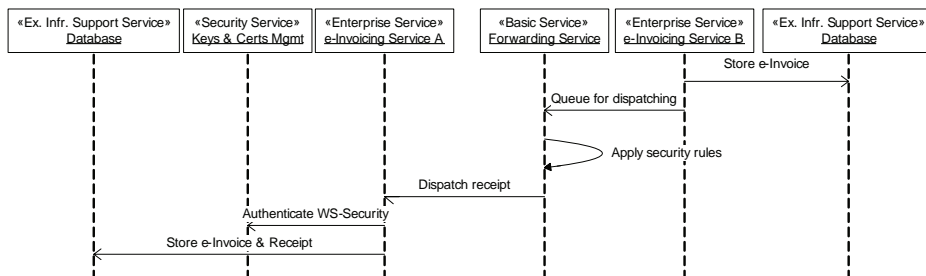 «Ex. Infr. Support Service»
Database
«Security Service»
Keys & Certs Mgmt
«Enterprise Service»
e-Invoicing Service A
«Basic Service»
Forwarding Service
«Enterprise Service»
e-Invoicing Service B
«Ex. Infr. Support Service»
Database
Store e-Invoice
Queue for dispatching
Apply security rules
Dispatch receipt
Authenticate WS-Security
Store e-Invoice & Receipt